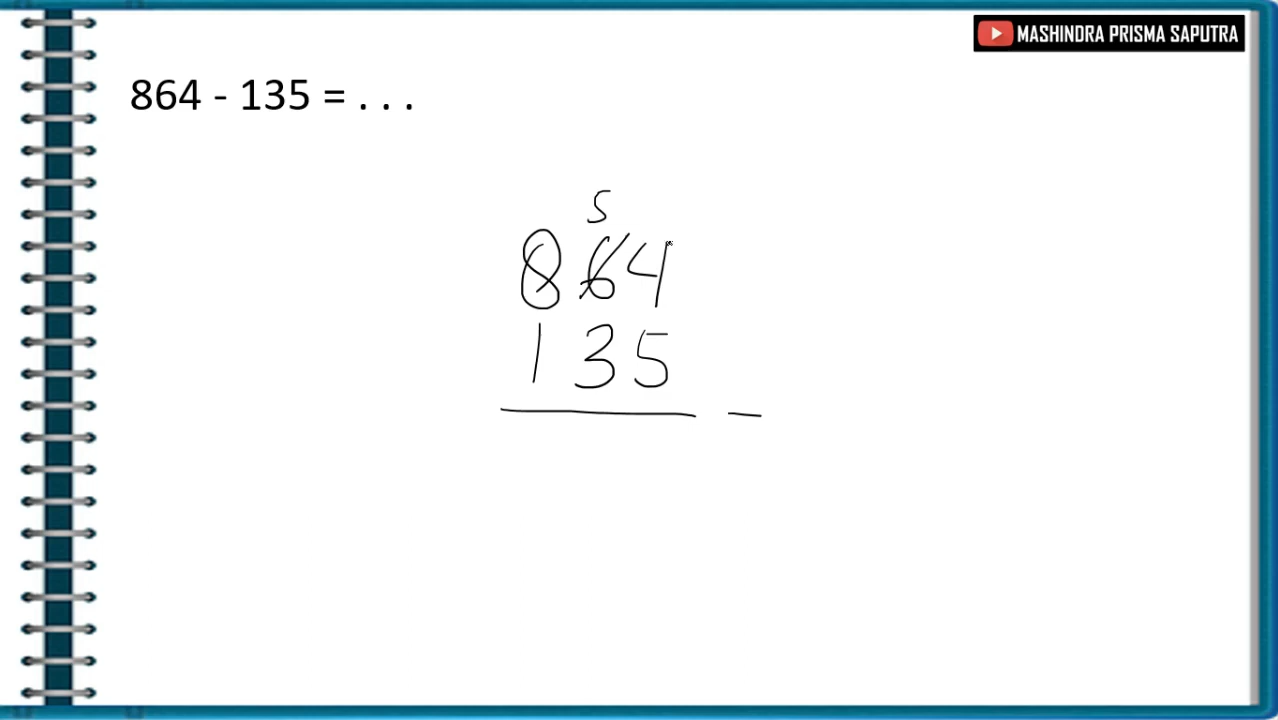 MASHINDRA PRISMA SAPUTRA
864 - 135 = . . .
5
864
135
—